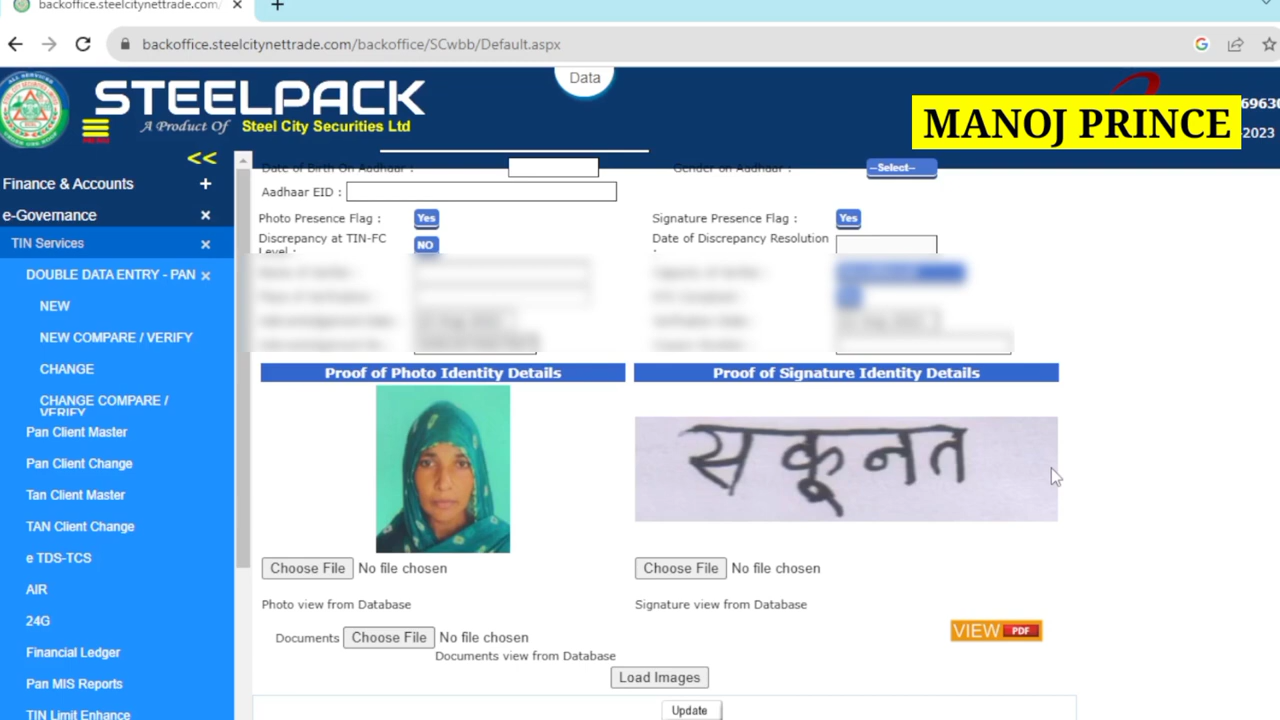 backoffice.steelcitynettrade.com/
backoffice.steelcitynettrade.com/backoffice/SCwbb/Default.aspx
STEELPACK
A Product Of Steel City Securities Ltd
Data
MANOJ PRINCE
69630
2023
<<
Finance & Accounts
e-Governance
TIN Services
DOUBLE DATA ENTRY - PAN
NEW
NEW COMPARE / VERIFY
CHANGE
CHANGE COMPARE /
VERIFY
Pan Client Master
Pan Client Change
Tan Client Master
TAN Client Change
e TDS-TCS
AIR
24G
Financial Ledger
Pan MIS Reports
TIN Limit Enhance
Date of Birth On Aadhaar :
Gender on Aadhaar : --Select--
Aadhaar EID :
Photo Presence Flag : Yes
Signature Presence Flag : Yes
Discrepancy at TIN-FC
Level :
NO
Date of Discrepancy Resolution
:
Proof of Photo Identity Details
Proof of Signature Identity Details
सकूनत
Choose File No file chosen
Choose File No file chosen
Photo view from Database
Signature view from Database
Documents Choose File No file chosen
VIEW PDF
Documents view from Database
Load Images
Update